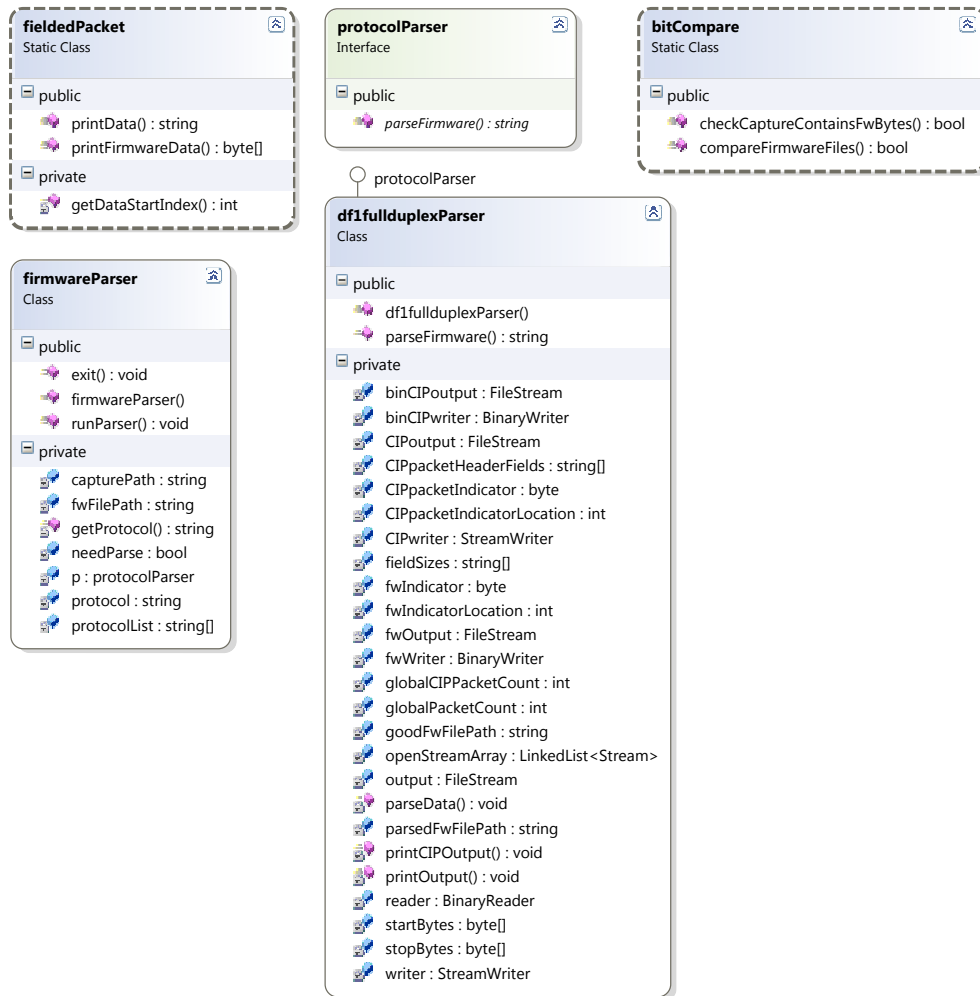 fieldedPacket
Static Class
public
printData() : string
printFirmwareData() : byte[]
private
getDataStartIndex() : int
protocolParser
Interface
public
parseFirmware() : string
bitCompare
Static Class
public
checkCaptureContainsFwBytes() : bool
compareFirmwareFiles() : bool
firmwareParser
Class
public
exit() : void
firmwareParser()
runParser() : void
private
capturePath : string
fwFilePath : string
getProtocol() : string
needParse : bool
p : protocolParser
protocol : string
protocolList : string[]
protocolParser
df1fullduplexParser
Class
public
df1fullduplexParser()
parseFirmware() : string
private
binCIPoutput : FileStream
binCIPwriter : BinaryWriter
CIPoutput : FileStream
CIPpacketHeaderFields : string[]
CIPpacketIndicator : byte
CIPpacketIndicatorLocation : int
CIPwriter : StreamWriter
fieldSizes : string[]
fwIndicator : byte
fwIndicatorLocation : int
fwOutput : FileStream
fwWriter : BinaryWriter
globalCIPPacketCount : int
globalPacketCount : int
goodFwFilePath : string
openStreamArray : LinkedList<Stream>
output : FileStream
parseData() : void
parsedFwFilePath : string
printCIPOutput() : void
printOutput() : void
reader : BinaryReader
startBytes : byte[]
stopBytes : byte[]
writer : StreamWriter